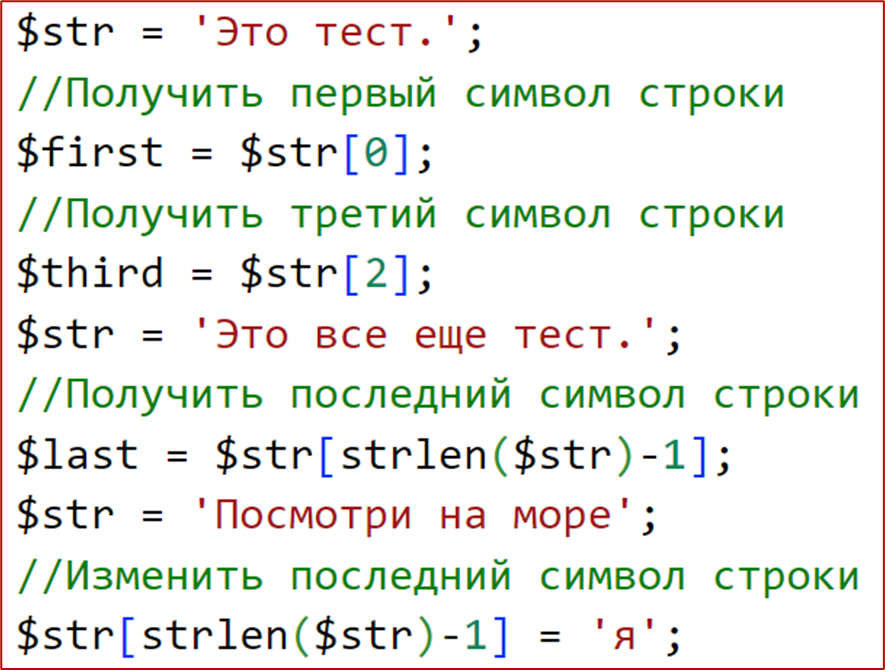 $str = 'Это тест.';
//Получить первый символ строки
$first = $str[0];
//Получить третий символ строки
$third = $str[2];
$str = 'Это все еще тест.';
//Получить последний символ строки
$last = $str[strlen($str)-1];
$str = 'Посмотри на море';
//Изменить последний символ строки
$str[strlen($str)-1] = 'я';